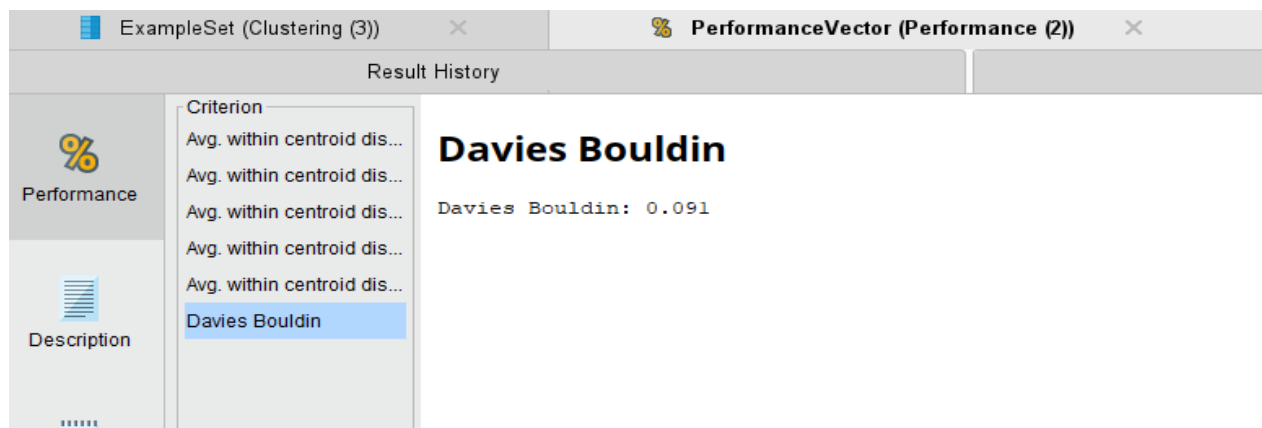 ExampleSet (Clustering (3))
% PerformanceVector (Performance (2))
Result History
% Performance
Description
Criterion
Avg. within centroid dis...
Avg. within centroid dis...
Avg. within centroid dis...
Avg. within centroid dis...
Avg. within centroid dis...
Davies Bouldin
Davies Bouldin
Davies Bouldin: 0.091